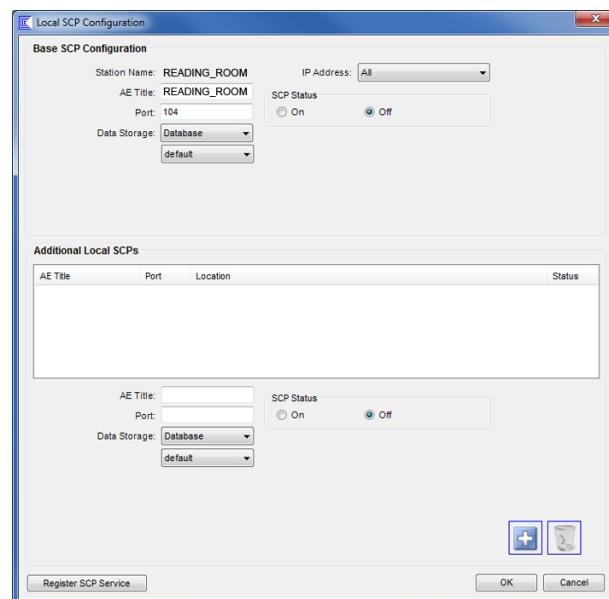 Local SCP Configuration
Base SCP Configuration
Station Name: READING_ROOM IP Address: All
AE Title: READING_ROOM SCP Status
Port: 104 On Off
Data Storage: Database
default
Additional Local SCPs
AE Title Port Location Status
AE Title: SCP Status
Port: On Off
Data Storage: Database
default
Register SCP Service OK Cancel